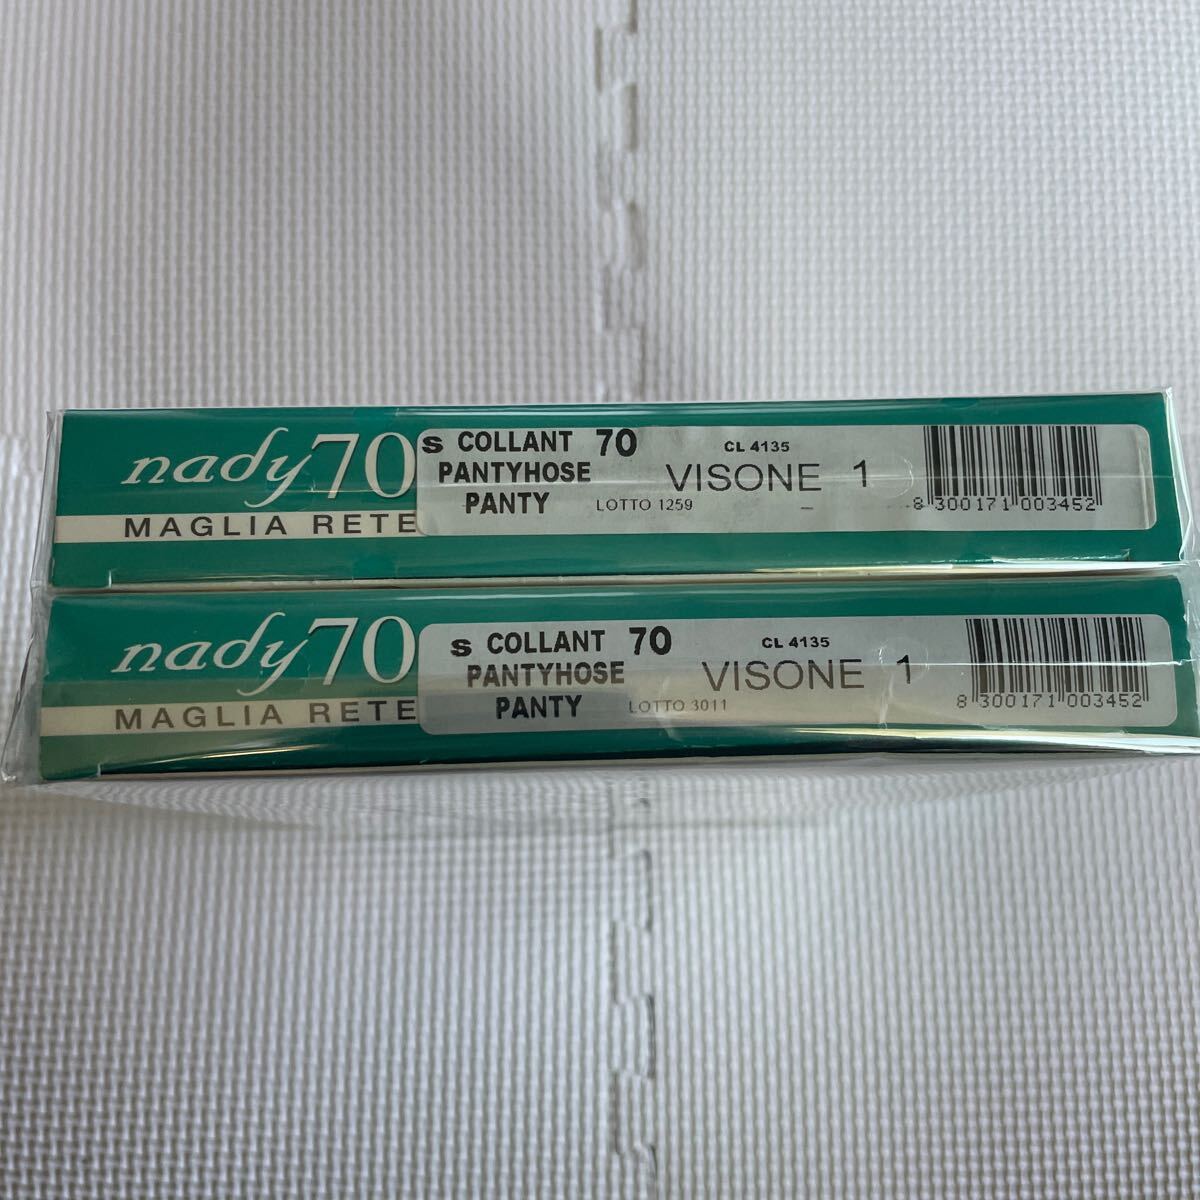 nady 70
MAGLIA RETE
S COLLANT 70
PANTYHOSE
PANTY
CL 4135
VISONE 1
LOTTO 1259
8 300171 003452
nady 70
MAGLIA RETE
S COLLANT 70
PANTYHOSE
PANTY
CL 4135
VISONE 1
LOTTO 3011
8 300171 003452